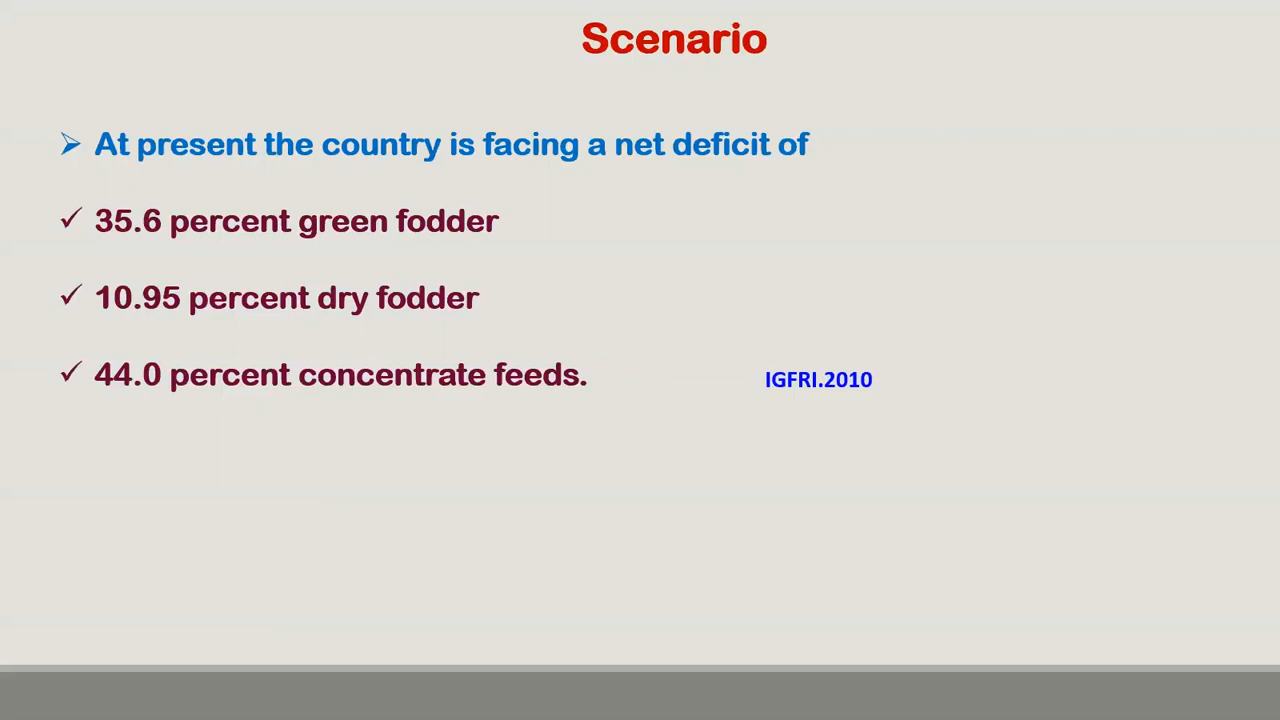 Scenario
At present the country is facing a net deficit of
35.6 percent green fodder
10.95 percent dry fodder
44.0 percent concentrate feeds.
IGFRI.2010